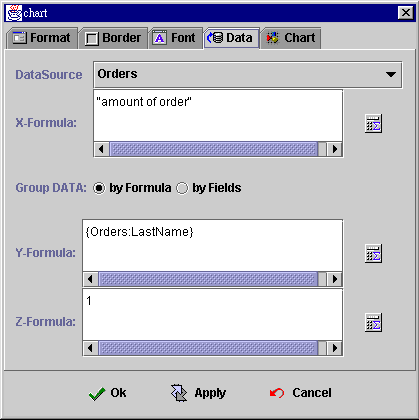 chart
Format Border Font Data Chart
DataSource Orders
"amount of order"
X-Formula:
Group DATA: by Formula by Fields
{Orders:LastName}
Y-Formula:
1
Z-Formula:
Ok Apply Cancel